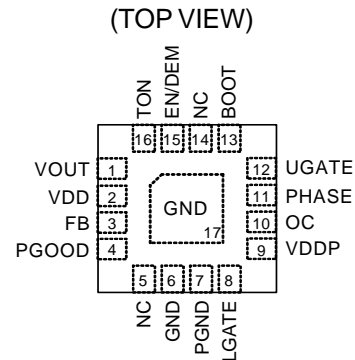 (TOP VIEW)
TON
EN/DEM
NC
BOOT
16 15 14 13
VOUT 1
VDD 2
FB 3
PGOOD 4
12 UGATE
11 PHASE
10 OC
9 VDDP
GND
17
5 6 7 8
NC
GND
PGND
LGATE